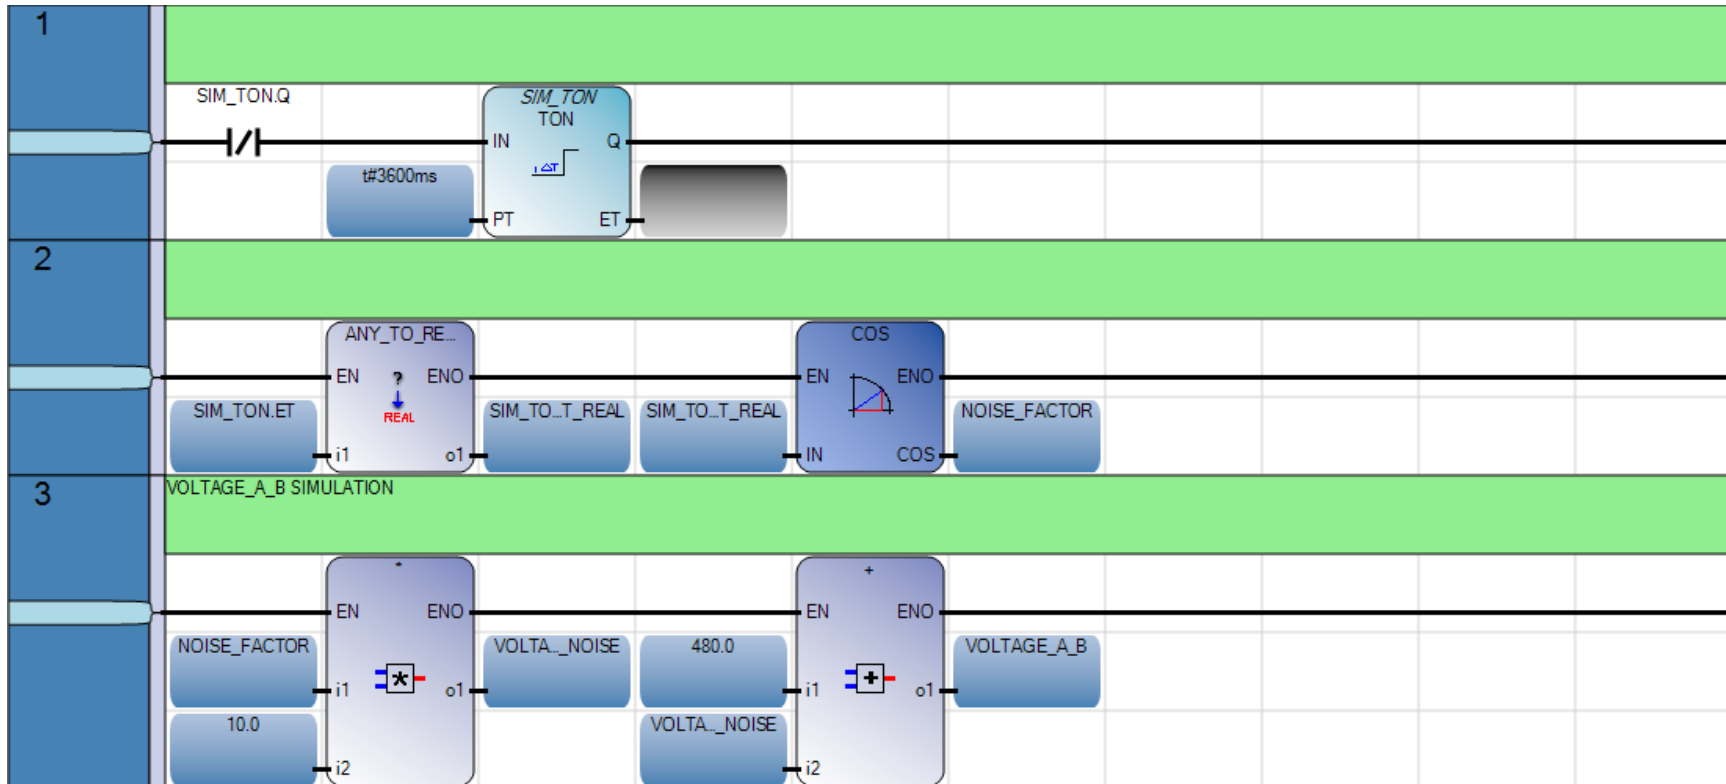 1
SIM_TON.Q
SIM_TON
TON
IN
Q
t#3600ms
PT
ET
2
ANY_TO_RE...
EN
?
ENO
REAL
COS
EN
ENO
SIM_TON.ET
SIM_TO...T_REAL
SIM_TO...T_REAL
NOISE_FACTOR
i1
o1
IN
COS
3
VOLTAGE_A_B SIMULATION
*
+
EN
ENO
EN
ENO
NOISE_FACTOR
VOLTA..._NOISE
480.0
VOLTAGE_A_B
*
+
i1
o1
i1
o1
10.0
VOLTA..._NOISE
i2
i2